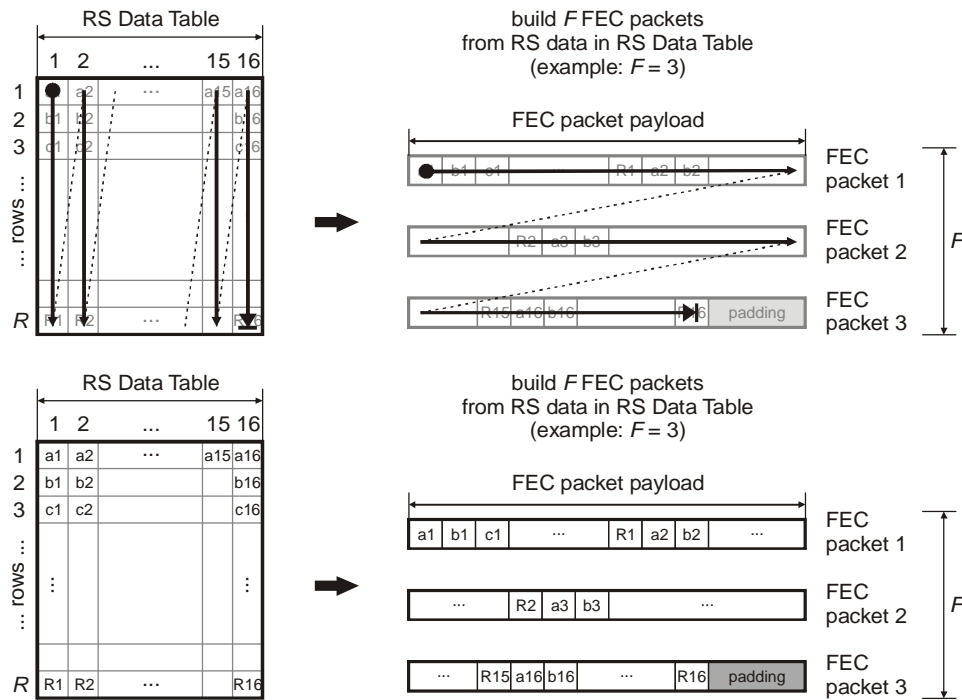 RS Data Table
1 2 ... 15 16
1 a2 ... a15 a16
2 b1 b2 b16
3 c1 c2 c16
... rows ...
R R1 R2 ... R16
build F FEC packets
from RS data in RS Data Table
(example: F = 3)
FEC packet payload
b1 c1 R1 a2 b2
FEC
packet 1
R2 a3 b3
FEC
packet 2
R15 a16 b16 R16 padding
FEC
packet 3
F
RS Data Table
1 2 ... 15 16
1 a1 a2 ... a15 a16
2 b1 b2 b16
3 c1 c2 c16
... rows ...
... ...
R R1 R2 ... R16
build F FEC packets
from RS data in RS Data Table
(example: F = 3)
FEC packet payload
a1 b1 c1 ... R1 a2 b2 ...
FEC
packet 1
... R2 a3 b3 ...
FEC
packet 2
... R15 a16 b16 ... R16 padding
FEC
packet 3
F